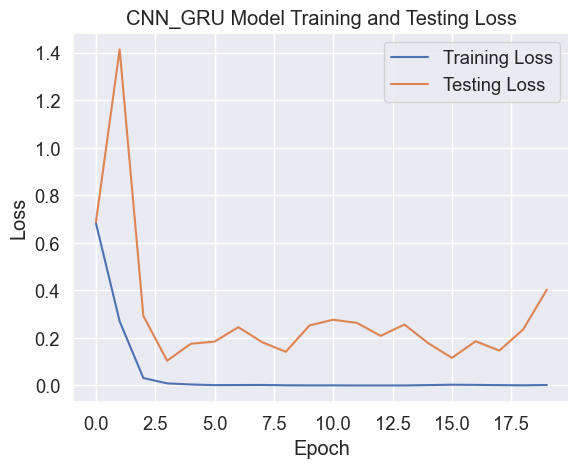 CNN_GRU Model Training and Testing Loss
Training Loss
Testing Loss
1.4
1.2
1.0
0.8
0.6
0.4
0.2
0.0
Loss
0.0 2.5 5.0 7.5 10.0 12.5 15.0 17.5
Epoch